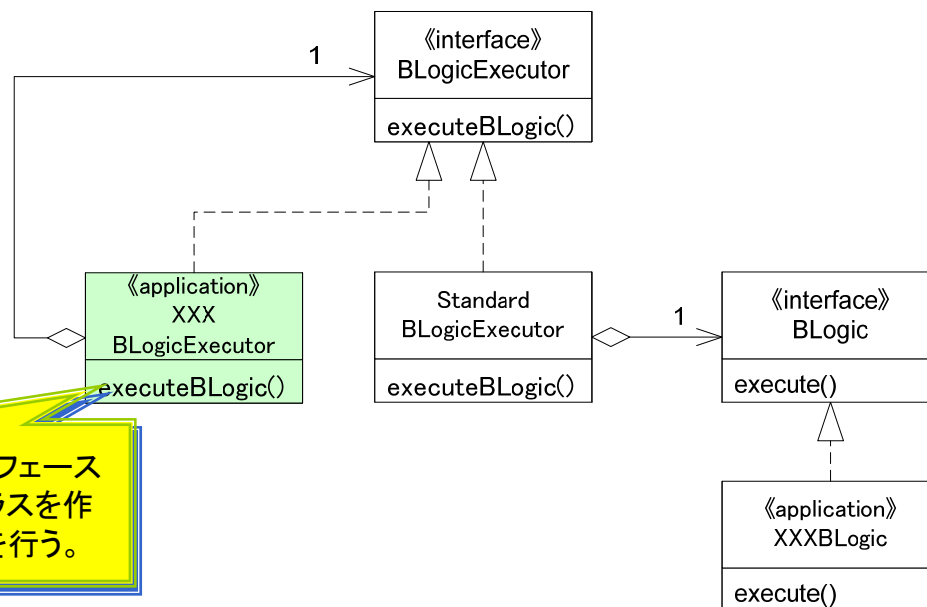 《interface》
BLogicExecutor
executeBLogic()
1
《application》
XXX
BLogicExecutor
executeBLogic()
Standard
BLogicExecutor
executeBLogic()
1
《interface》
BLogic
execute()
フェース
ラスを作
を行う。
《application》
XXXBLogic
execute()